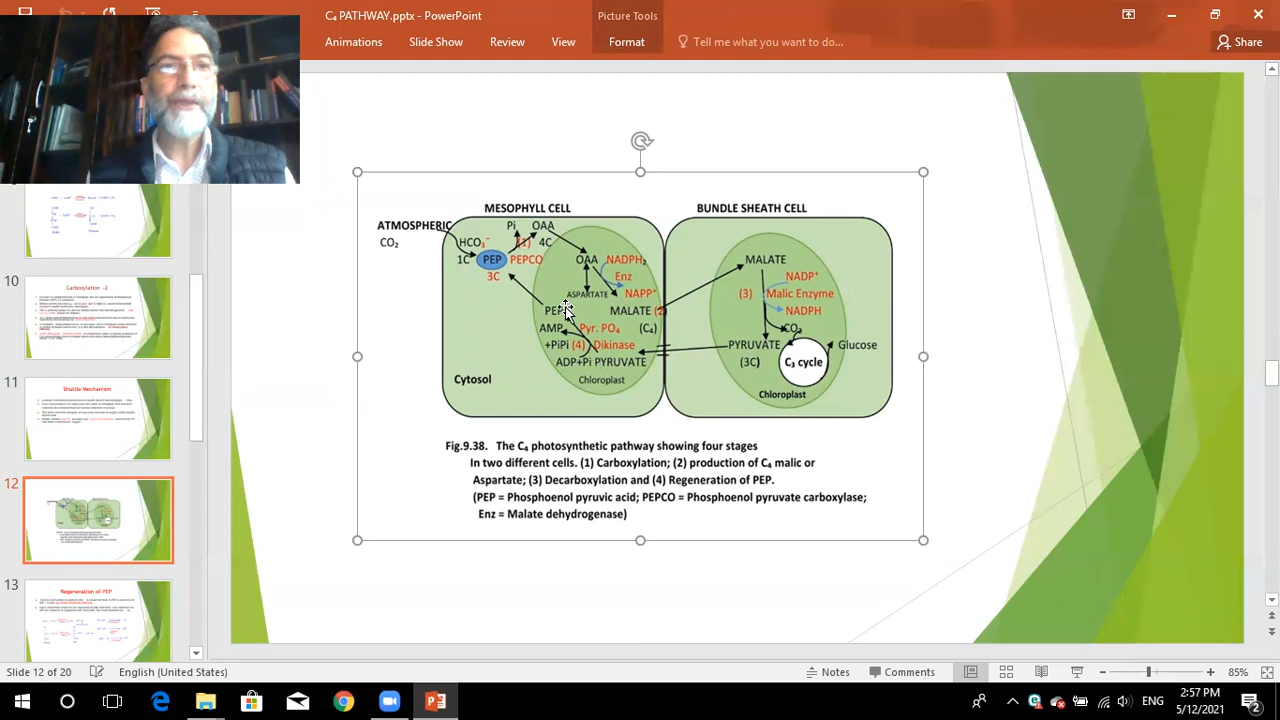 C₄ PATHWAY.pptx - PowerPoint
Picture Tools
Animations
Slide Show
Review
View
Format
Tell me what you want to do...
Share
10
Carboxylation -2
11
Shuttle Mechanism
12
13
Regeneration of PEP
MESOPHYLL CELL
BUNDLE SHEATH CELL
ATMOSPHERIC
CO₂
Pi
OAA
HCO₃⁻
(1)
4C
1C
PEP
PEPCO
3C
OAA
NADPH₂
Enz
ASPARTATE
NAPP⁺
PEP
MALATE (2)
AMP
Pyr. PO₄
(C₄)
+PiPi (4)
Dikinase
ADP+Pi PYRUVATE
Cytosol
Chloroplast
MALATE
NADP⁺
(3)
Malic Enzyme
NADPH
CO₂
PYRUVATE
Glucose
(3C)
C₃ cycle
Chloroplast
Fig.9.38. The C₄ photosynthetic pathway showing four stages
In two different cells. (1) Carboxylation; (2) production of C₄ malic or
Aspartate; (3) Decarboxylation and (4) Regeneration of PEP.
(PEP = Phosphoenol pyruvic acid; PEPCO = Phosphoenol pyruvate carboxylase;
Enz = Malate dehydrogenase)
Slide 12 of 20
English (United States)
Notes
Comments
85%
ENG
2:57 PM
5/12/2021
2